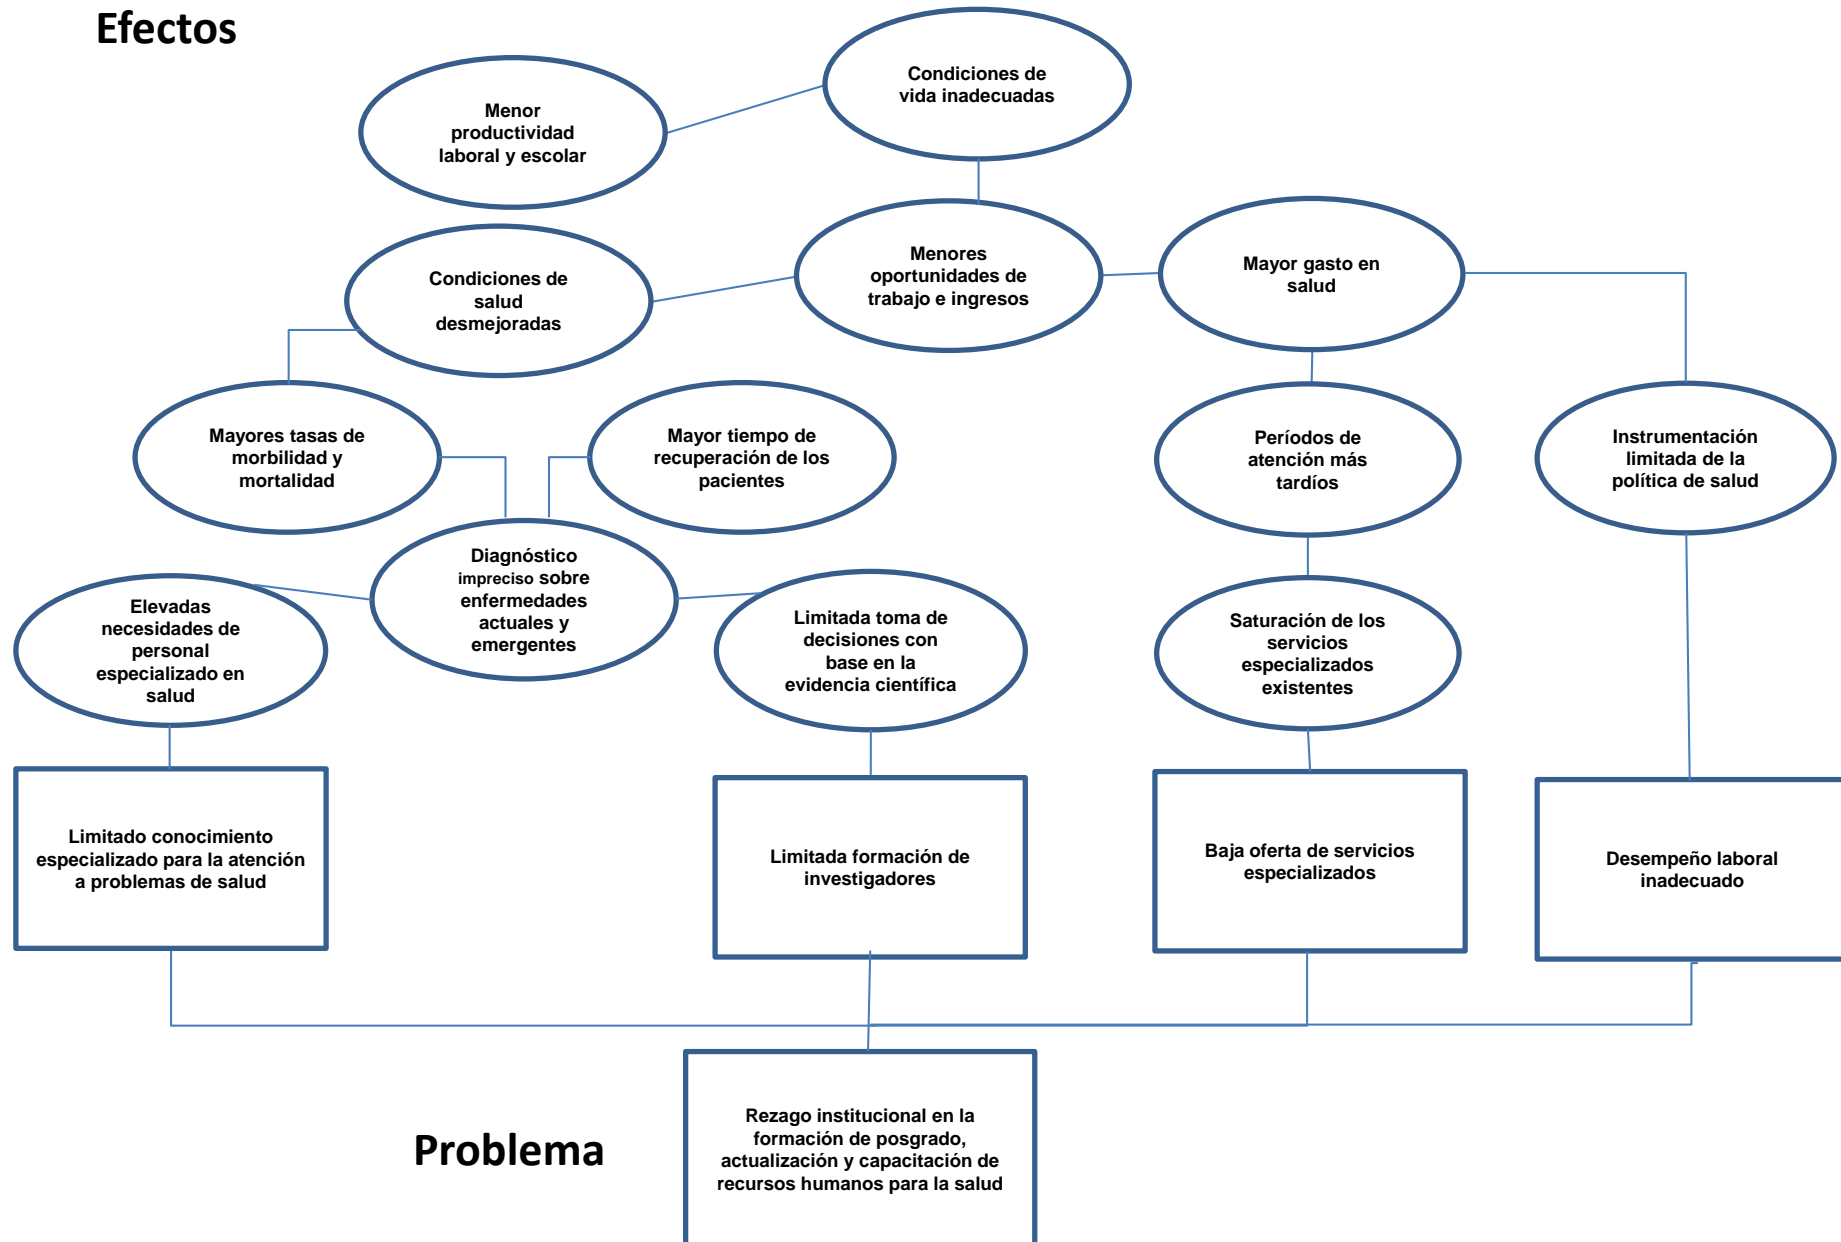 Efectos
Condiciones de
vida inadecuadas
Menor
productividad
laboral y escolar
Condiciones de
salud
desmejoradas
Menores
oportunidades de
trabajo e ingresos
Mayor gasto en
salud
Mayores tasas de
morbilidad y
mortalidad
Mayor tiempo de
recuperación de los
pacientes
Períodos de
atención más
tardíos
Instrumentación
limitada de la
política de salud
Diagnóstico
impreciso sobre
enfermedades
actuales y
emergentes
Elevadas
necesidades de
personal
especializado en
salud
Limitada toma de
decisiones con
base en la
evidencia científica
Saturación de los
servicios
especializados
existentes
Limitado conocimiento
especializado para la atención
a problemas de salud
Limitada formación de
investigadores
Baja oferta de servicios
especializados
Desempeño laboral
inadecuado
Problema
Rezago institucional en la
formación de posgrado,
actualización y capacitación de
recursos humanos para la salud